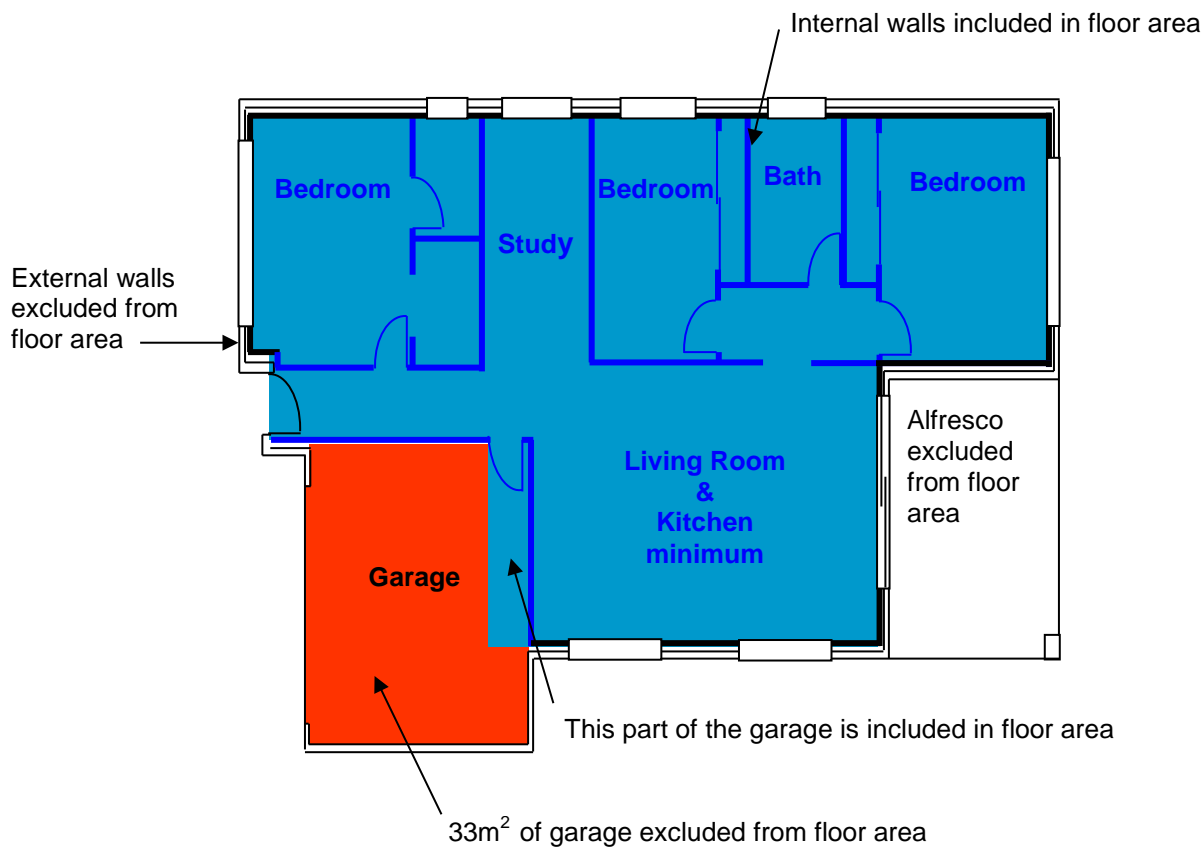 Internal walls included in floor area
Bedroom
Bedroom
Bath
Bedroom
Study
External walls
excluded from
floor area
Alfresco
excluded
from floor
area
Living Room
&
Kitchen
minimum
Garage
This part of the garage is included in floor area
33m² of garage excluded from floor area